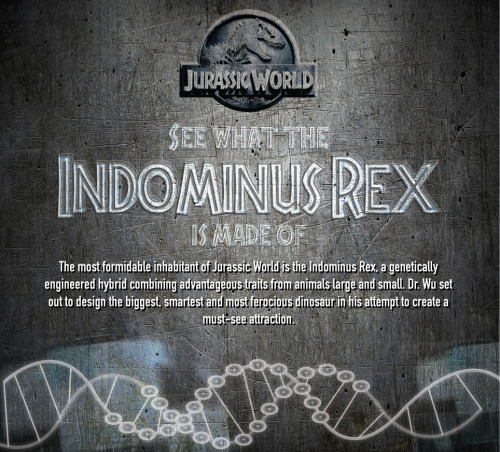 JURASSIC WORLD
SEE WHAT THE
INDOMINUS REX
IS MADE OF
The most formidable inhabitant of Jurassic World is the Indominus Rex, a genetically
engineered hybrid combining advantageous traits from animals large and small. Dr. Wu set
out to design the biggest, smartest and most ferocious dinosaur in his attempt to create a
must-see attraction.